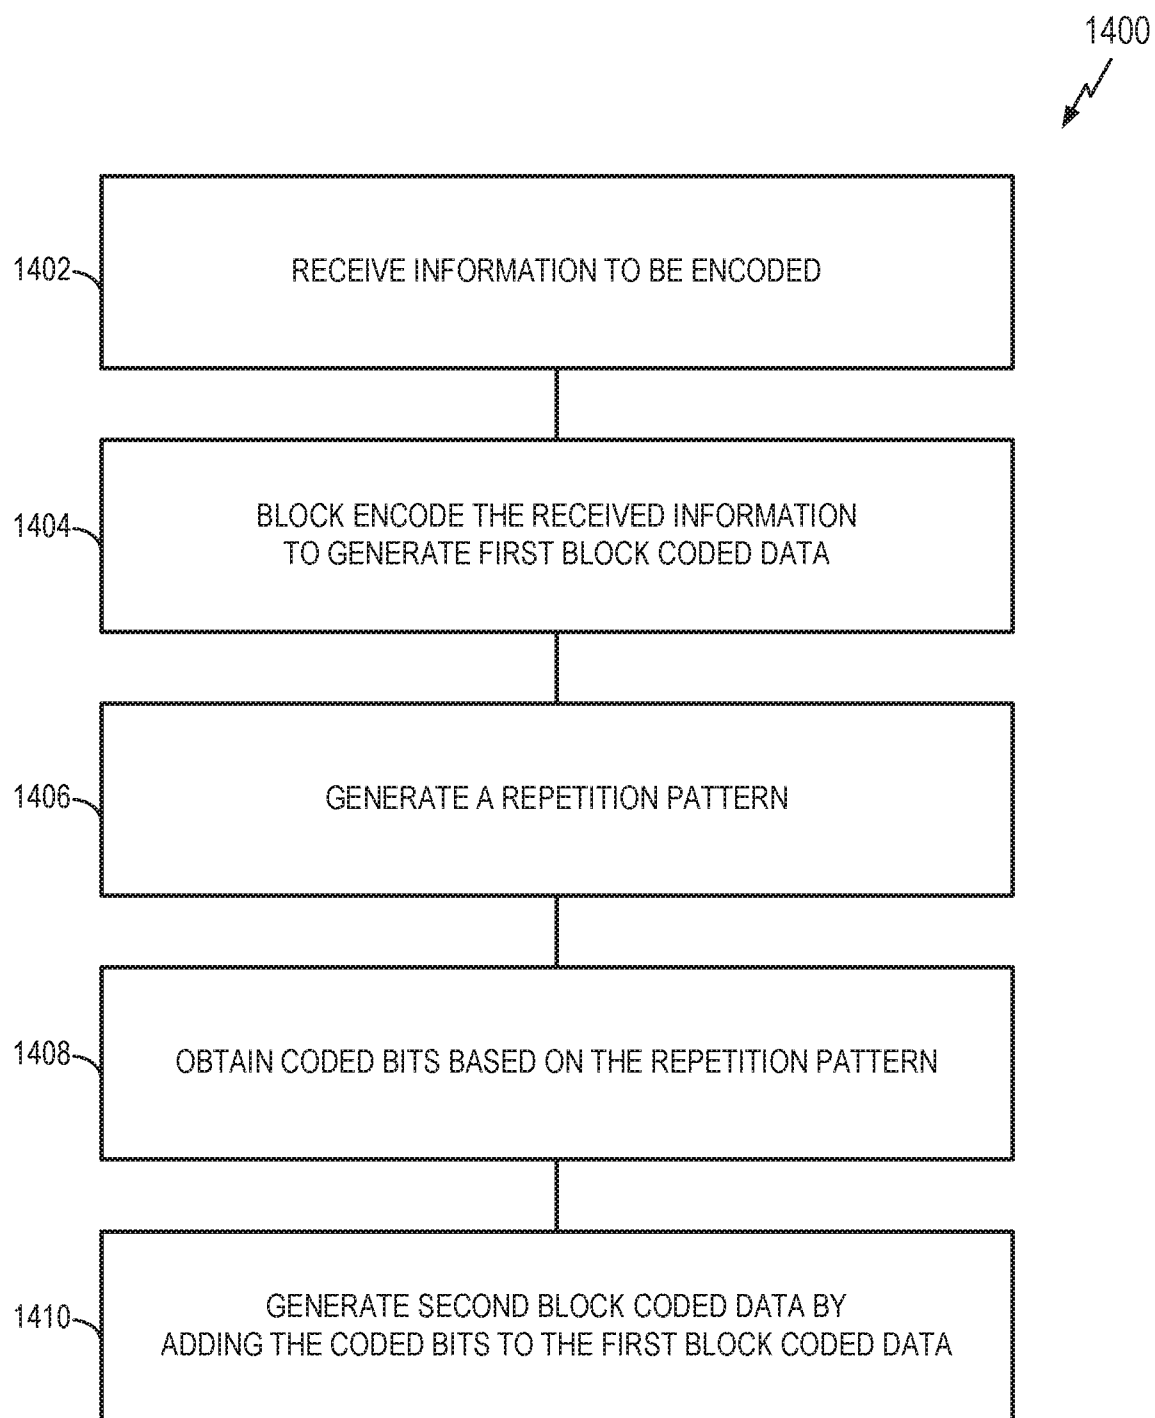 1400
1402
RECEIVE INFORMATION TO BE ENCODED
1404
BLOCK ENCODE THE RECEIVED INFORMATION
TO GENERATE FIRST BLOCK CODED DATA
1406
GENERATE A REPETITION PATTERN
1408
OBTAIN CODED BITS BASED ON THE REPETITION PATTERN
1410
GENERATE SECOND BLOCK CODED DATA BY
ADDING THE CODED BITS TO THE FIRST BLOCK CODED DATA